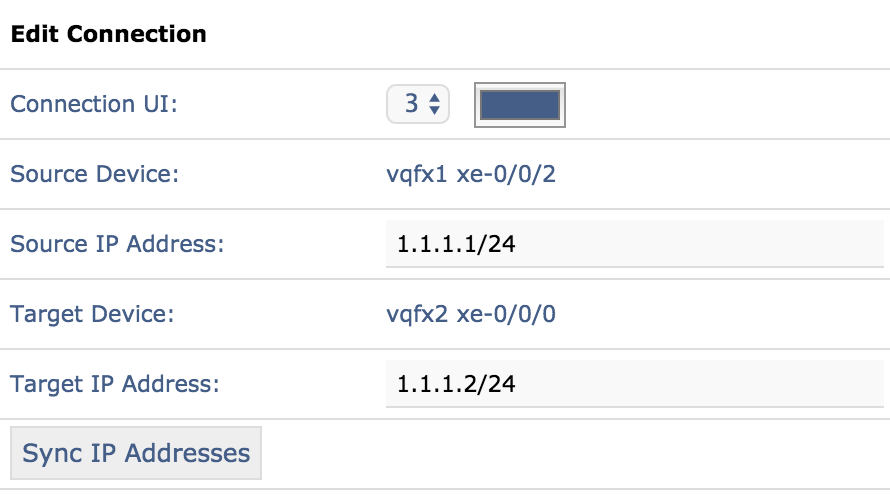 Edit Connection
Connection UI: 3
Source Device: vqfx1 xe-0/0/2
Source IP Address: 1.1.1.1/24
Target Device: vqfx2 xe-0/0/0
Target IP Address: 1.1.1.2/24
Sync IP Addresses